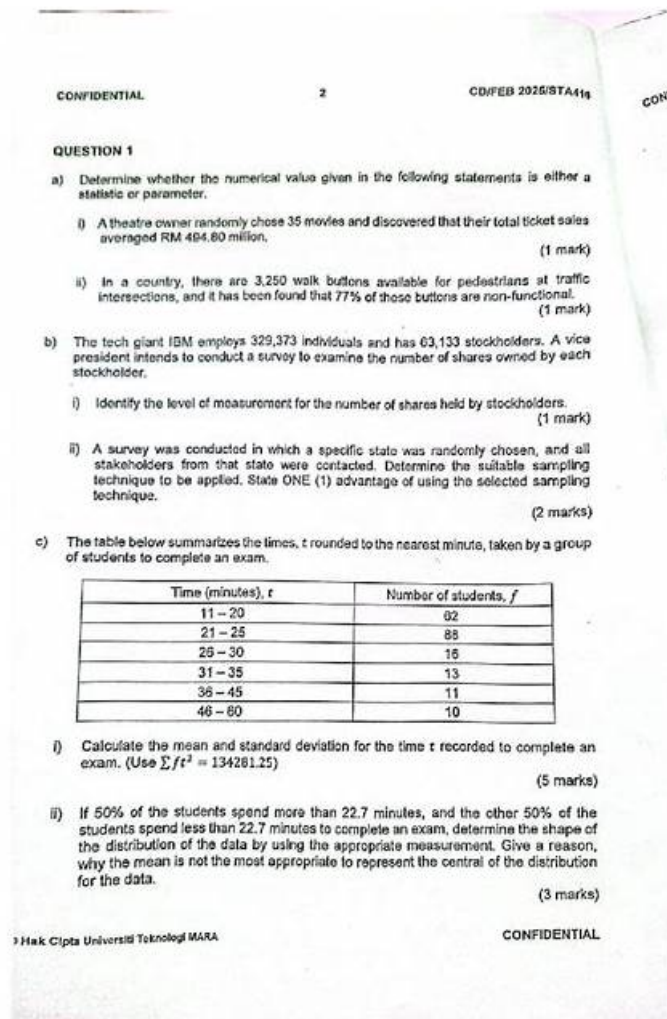 CONFIDENTIAL 2 CD/FEB 2025/STA414
CON
QUESTION 1
a) Determine whether the numerical value given in the following statements is either a
statistic or parameter.
i) A theatre owner randomly chose 35 movies and discovered that their total ticket sales
averaged RM 494.80 million.
(1 mark)
ii) In a country, there are 3,250 walk buttons available for pedestrians at traffic
intersections, and it has been found that 77% of those buttons are non-functional.
(1 mark)
b) The tech giant IBM employs 329,373 individuals and has 63,133 stockholders. A vice
president intends to conduct a survey to examine the number of shares owned by each
stockholder.
i) Identify the level of measurement for the number of shares held by stockholders.
(1 mark)
ii) A survey was conducted in which a specific state was randomly chosen, and all
stakeholders from that state were contacted. Determine the suitable sampling
technique to be applied. State ONE (1) advantage of using the selected sampling
technique.
(2 marks)
c) The table below summarizes the times, t rounded to the nearest minute, taken by a group
of students to complete an exam.
Time (minutes), t Number of students, f
11 – 20 62
21 – 25 88
26 – 30 16
31 – 35 13
36 – 45 11
46 – 60 10
i) Calculate the mean and standard deviation for the time t recorded to complete an
exam. (Use ∑ft² = 134281.25)
(5 marks)
ii) If 50% of the students spend more than 22.7 minutes, and the other 50% of the
students spend less than 22.7 minutes to complete an exam, determine the shape of
the distribution of the data by using the appropriate measurement. Give a reason,
why the mean is not the most appropriate to represent the central of the distribution
for the data.
(3 marks)
Hak Cipta Universiti Teknologi MARA CONFIDENTIAL